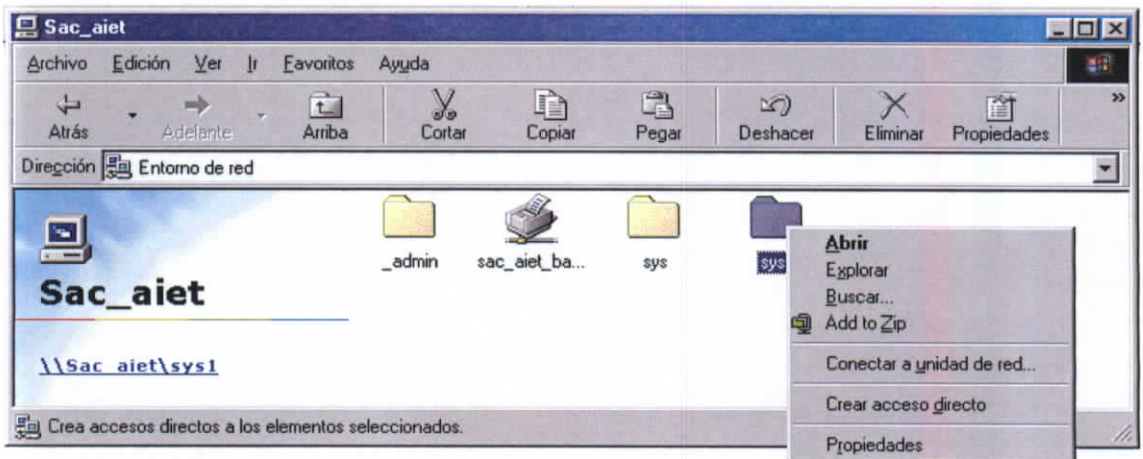 Sac_aiet
Archivo Edición Ver Ir Favoritos Ayuda
Atrás Adelante Arriba Cortar Copiar Pegar Deshacer Eliminar Propiedades »
Dirección Entorno de red
_admin sac_aiet_ba... sys sys
Sac_aiet
\\Sac_aiet\sys1
Abrir
Explorar
Buscar...
Add to Zip
Conectar a unidad de red...
Crear acceso directo
Propiedades
Crea accesos directos a los elementos seleccionados.